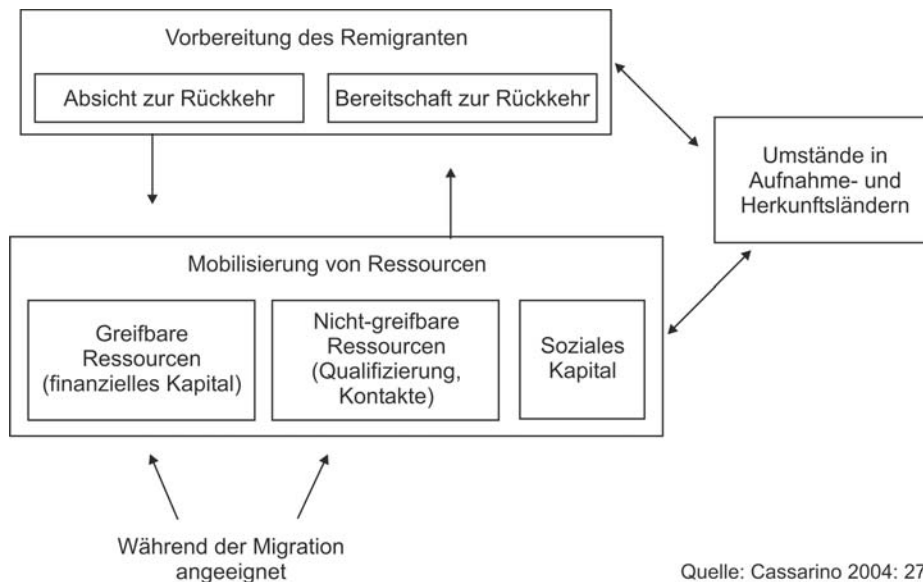 Vorbereitung des Remigranten
Absicht zur Rückkehr
Bereitschaft zur Rückkehr
Umstände in
Aufnahme- und
Herkunftsländern
Mobilisierung von Ressourcen
Greifbare
Ressourcen
(finanzielles Kapital)
Nicht-greifbare
Ressourcen
(Qualifizierung,
Kontakte)
Soziales
Kapital
Während der Migration
angeeignet
Quelle: Cassarino 2004: 27